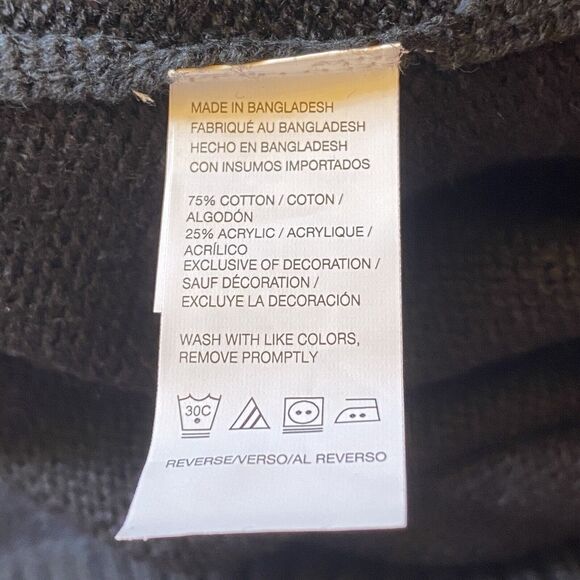 MADE IN BANGLADESH
FABRIQUÉ AU BANGLADESH
HECHO EN BANGLADESH
CON INSUMOS IMPORTADOS
75% COTTON / COTON /
ALGODÓN
25% ACRYLIC / ACRYLIQUE /
ACRÍLICO
EXCLUSIVE OF DECORATION /
SAUF DÉCORATION /
EXCLUYE LA DECORACIÓN
WASH WITH LIKE COLORS,
REMOVE PROMPTLY
30C
REVERSE/VERSO/AL REVERSO